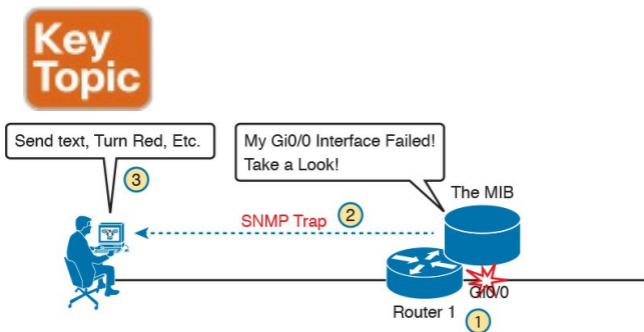 Key
Topic
Send text, Turn Red, Etc.
My Gi0/0 Interface Failed!
Take a Look!
3
The MIB
SNMP Trap
2
Gi0/0
Router 1
1